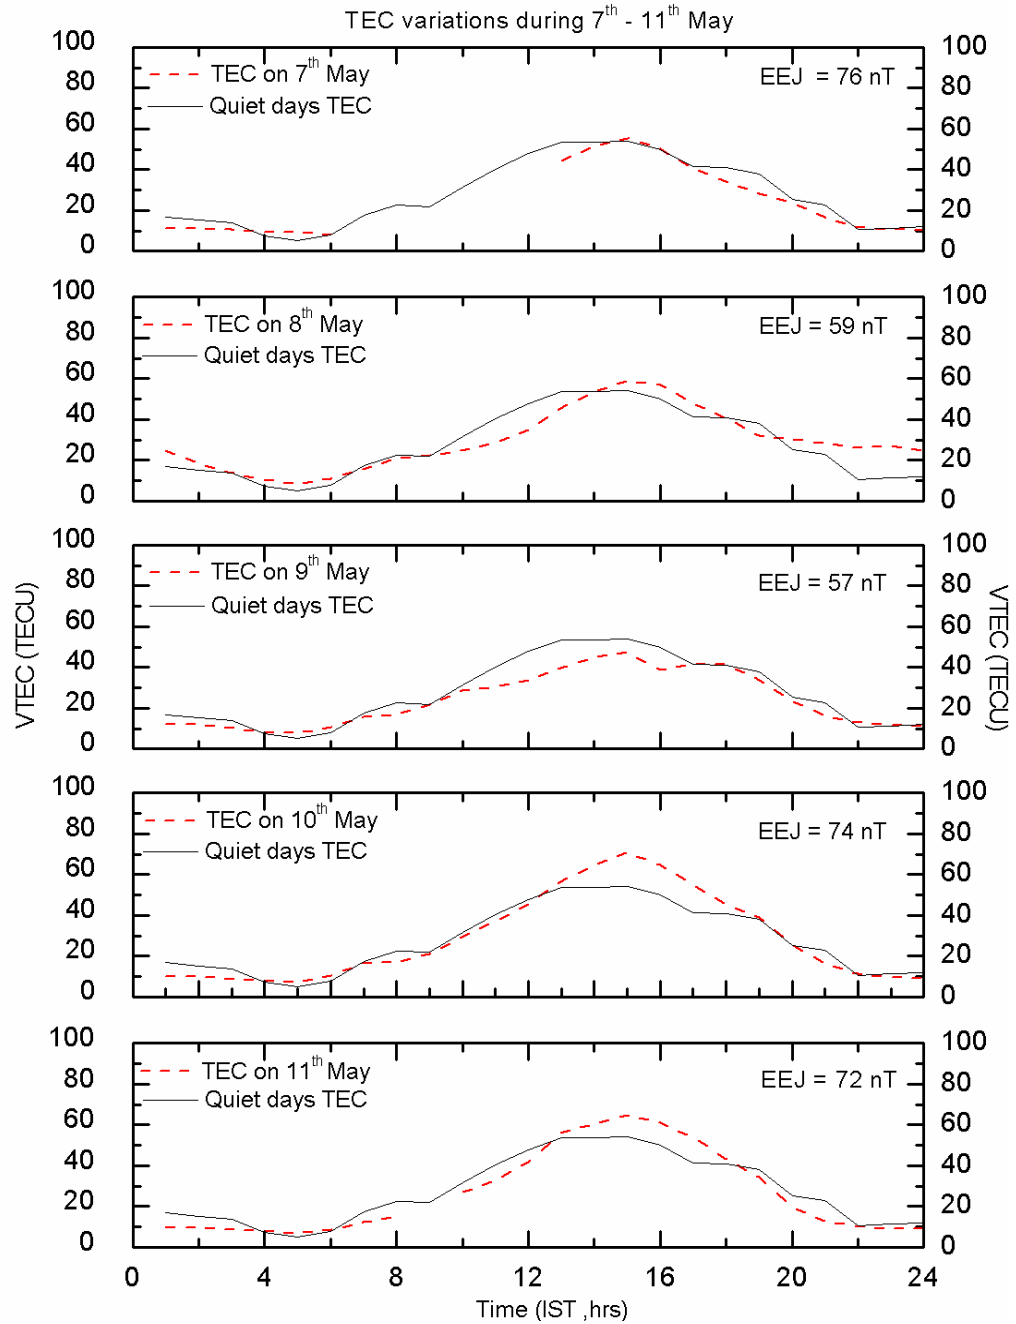 TEC variations during 7th - 11th May
100 100
TEC on 7th May EEJ = 76 nT
80 80
Quiet days TEC
60 60
40 40
20 20
0 0
100 100
TEC on 8th May EEJ = 59 nT
80 80
Quiet days TEC
60 60
40 40
20 20
0 0
100 100
TEC on 9th May EEJ = 57 nT
80 80
Quiet days TEC
60 60
40 40
20 20
0 0
VTEC (TECU) VTEC (TECU)
100 100
TEC on 10th May EEJ = 74 nT
80 80
Quiet days TEC
60 60
40 40
20 20
0 0
100 100
TEC on 11th May EEJ = 72 nT
80 80
Quiet days TEC
60 60
40 40
20 20
0 0
0 4 8 12 16 20 24
Time (IST ,hrs)